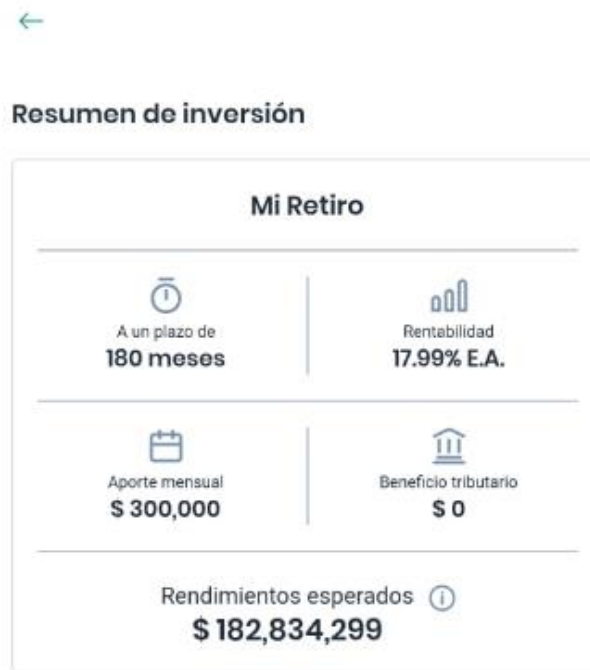 Resumen de inversión
Mi Retiro
A un plazo de
180 meses
Rentabilidad
17.99% E.A.
Aporte mensual
$ 300,000
Beneficio tributario
$ 0
Rendimientos esperados
$ 182,834,299